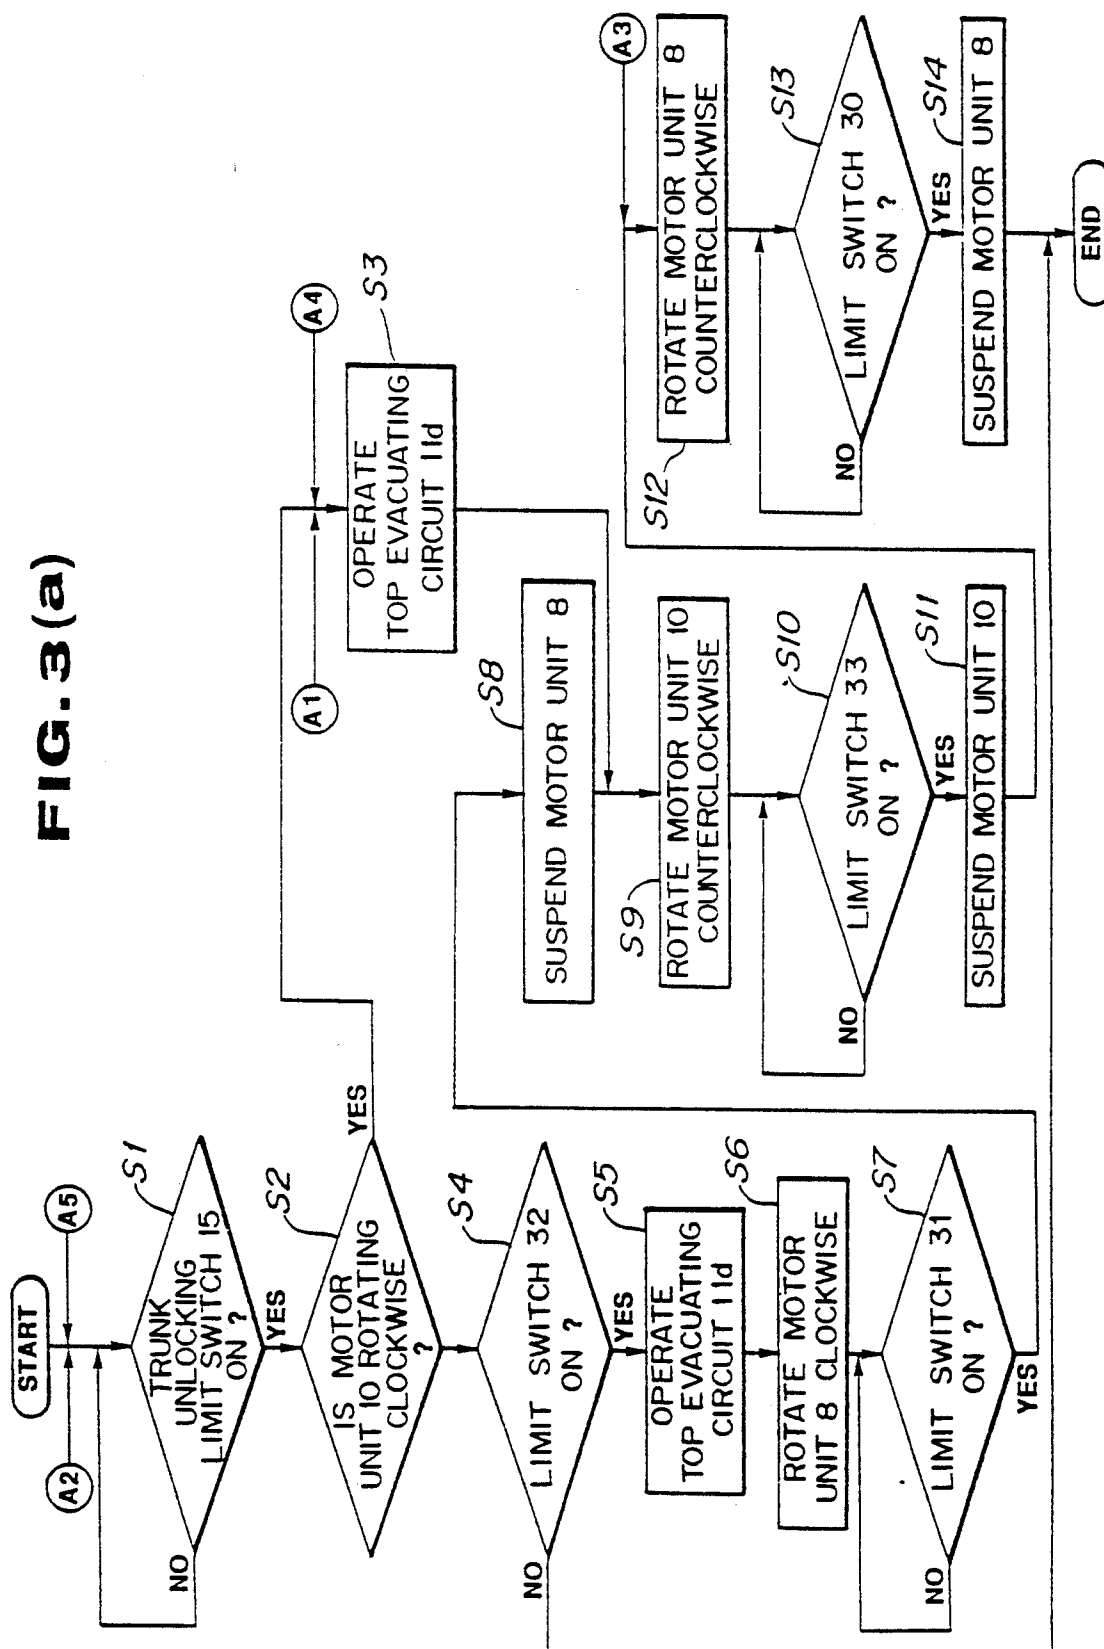 FIG. 3(a)
START
A2
A5
S1
TRUNK
UNLOCKING
LIMIT SWITCH 15
ON ?
NO
YES
S2
IS MOTOR
UNIT 10 ROTATING
CLOCKWISE
?
YES
S4
LIMIT SWITCH 32
ON ?
NO
YES
S5
OPERATE
TOP EVACUATING
CIRCUIT 11d
S6
ROTATE MOTOR
UNIT 8 CLOCKWISE
S7
LIMIT SWITCH 31
ON ?
NO
YES
A1
A4
S3
OPERATE
TOP EVACUATING
CIRCUIT 11d
S8
SUSPEND MOTOR UNIT 8
S9
ROTATE MOTOR UNIT 10
COUNTERCLOCKWISE
S10
LIMIT SWITCH 33
ON ?
NO
YES
S11
SUSPEND MOTOR UNIT 10
A3
S12
ROTATE MOTOR UNIT 8
COUNTERCLOCKWISE
S13
LIMIT SWITCH 30
ON ?
NO
YES
S14
SUSPEND MOTOR UNIT 8
END